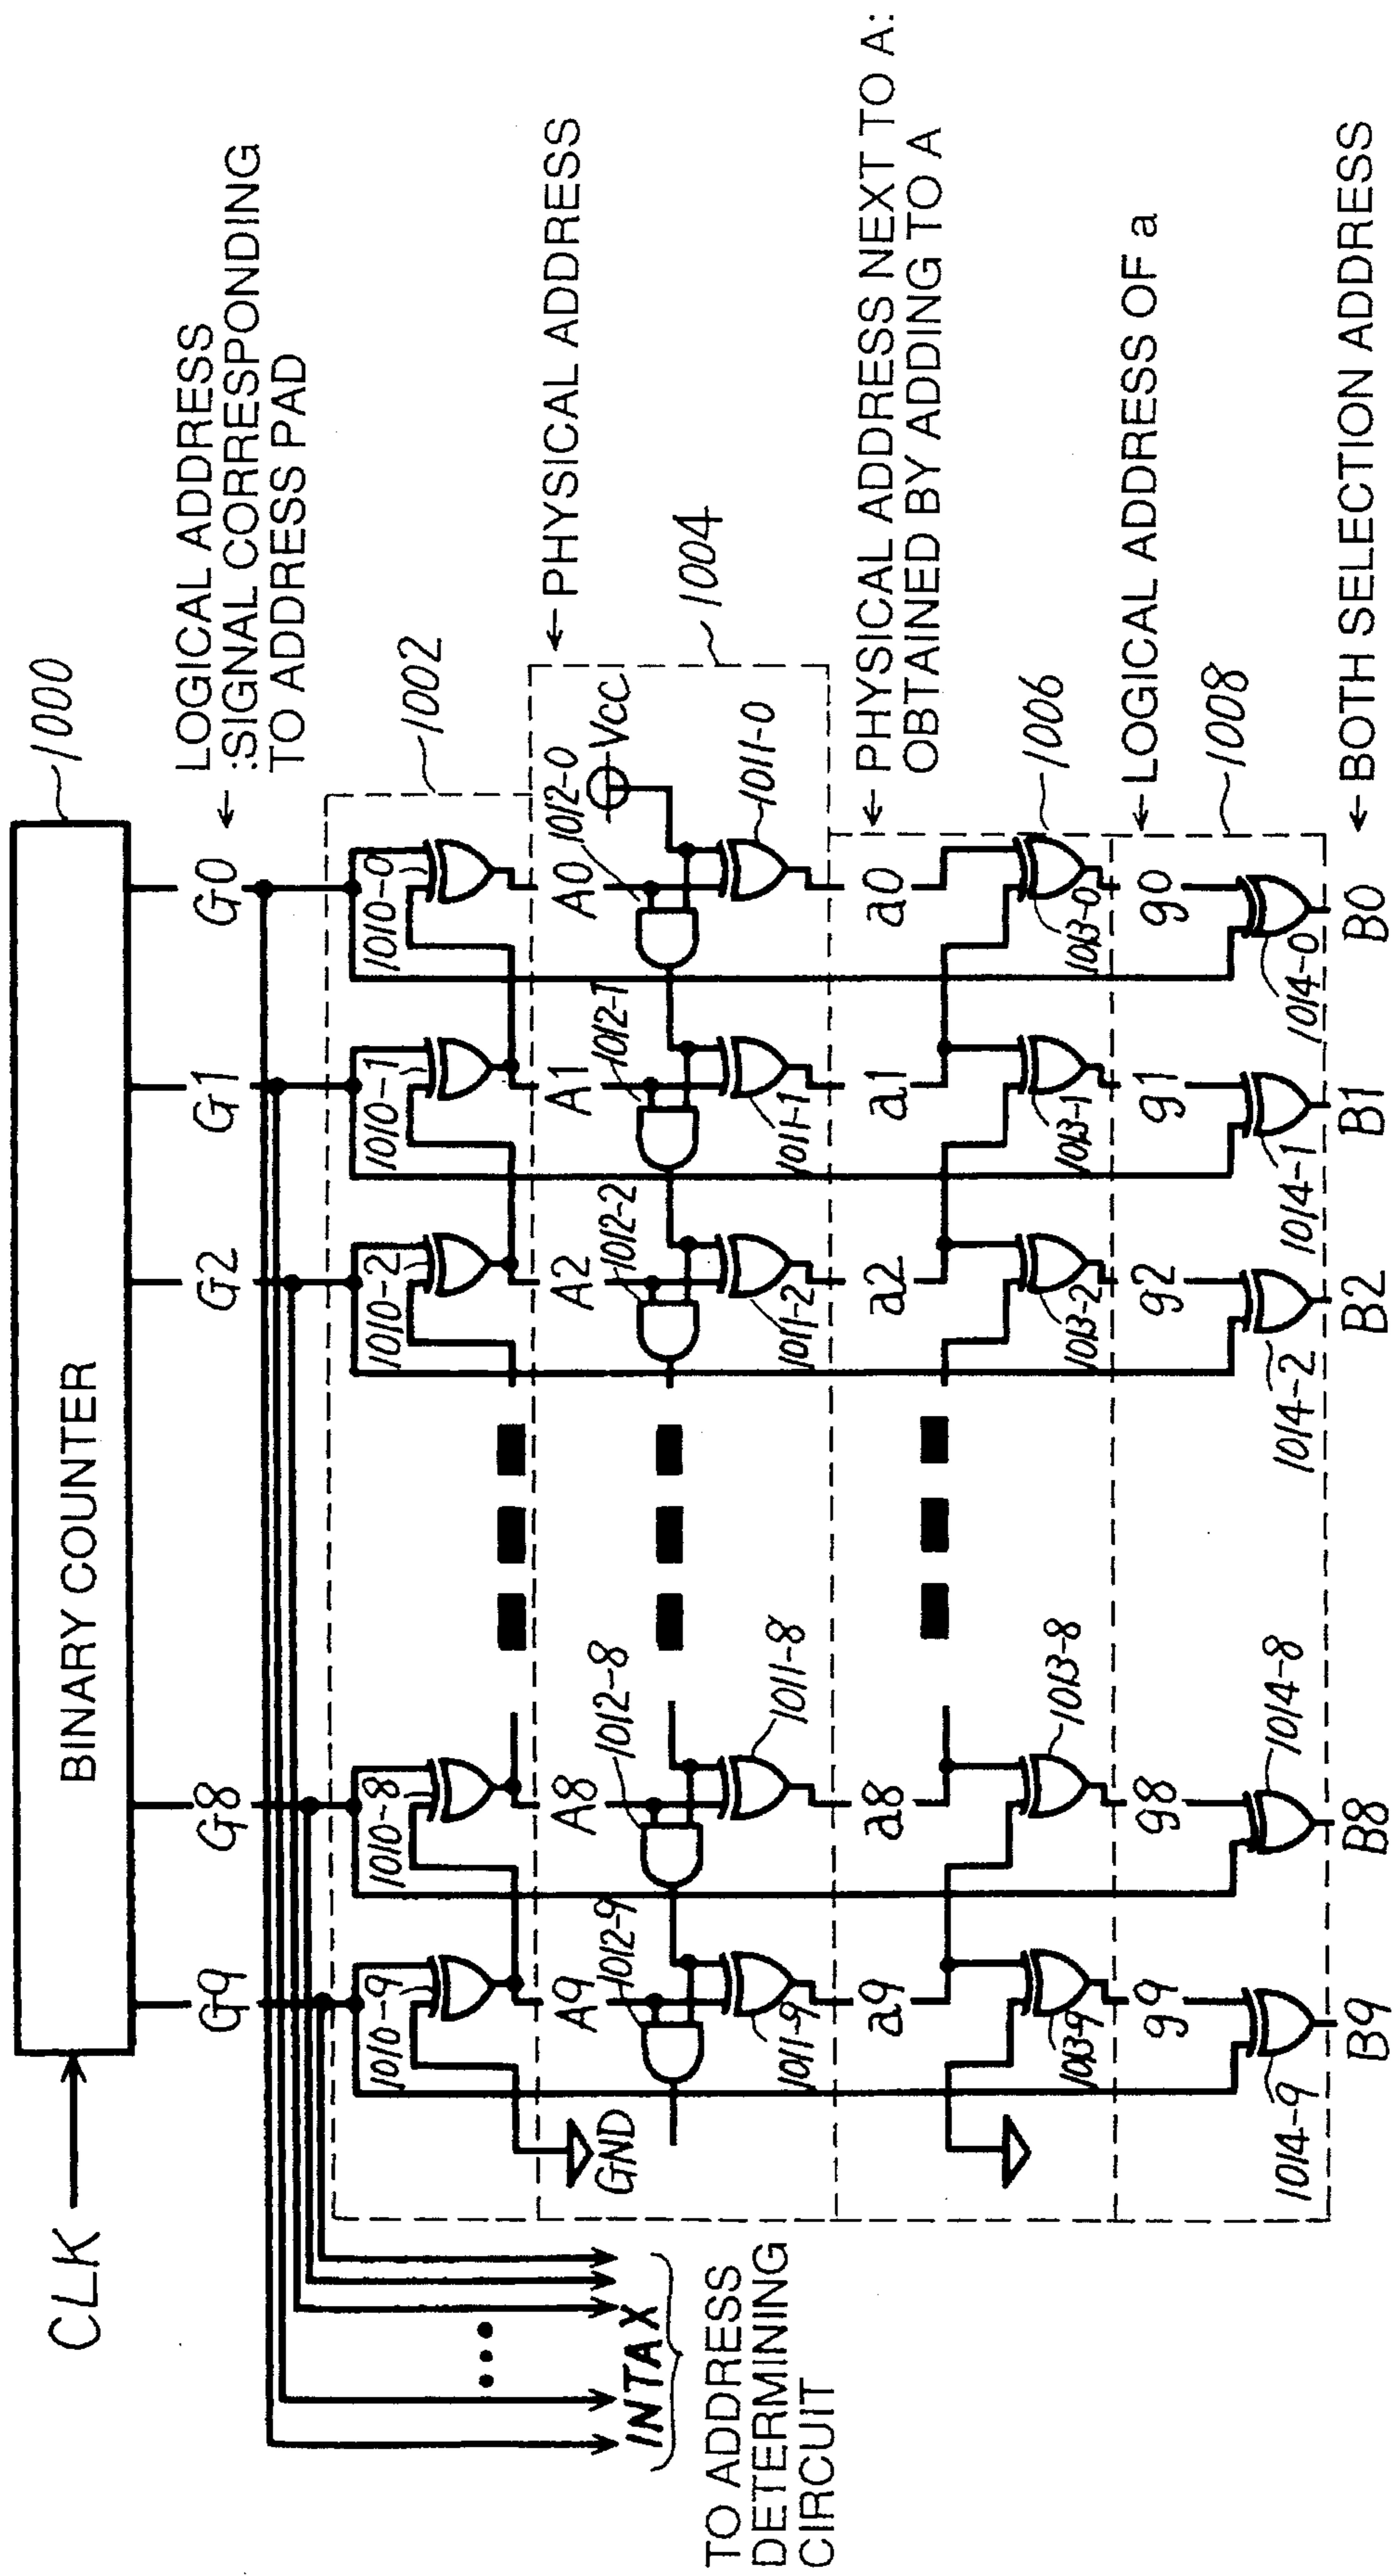 1000
BINARY COUNTER
CLK
G9
G8
G2
G1
G0
← LOGICAL ADDRESS
:SIGNAL CORRESPONDING
TO ADDRESS PAD
1002
1010-9
1010-8
1010-2
1010-1
1010-0
← PHYSICAL ADDRESS
GND
A9
A8
A2
A1
A0
1012-9
1012-8
1012-2
1012-1
1012-0
Vcc
1004
1011-9
1011-8
1011-2
1011-1
1011-0
INTAX
TO ADDRESS
DETERMINING
CIRCUIT
a9
a8
a2
a1
a0
← PHYSICAL ADDRESS NEXT TO A:
OBTAINED BY ADDING TO A
1013-9
1013-8
1013-2
1013-1
1013-0
1006
g9
g8
g2
g1
g0
← LOGICAL ADDRESS OF a
1008
1014-9
1014-8
1014-2
1014-1
1014-0
B9
B8
B2
B1
B0
← BOTH SELECTION ADDRESS